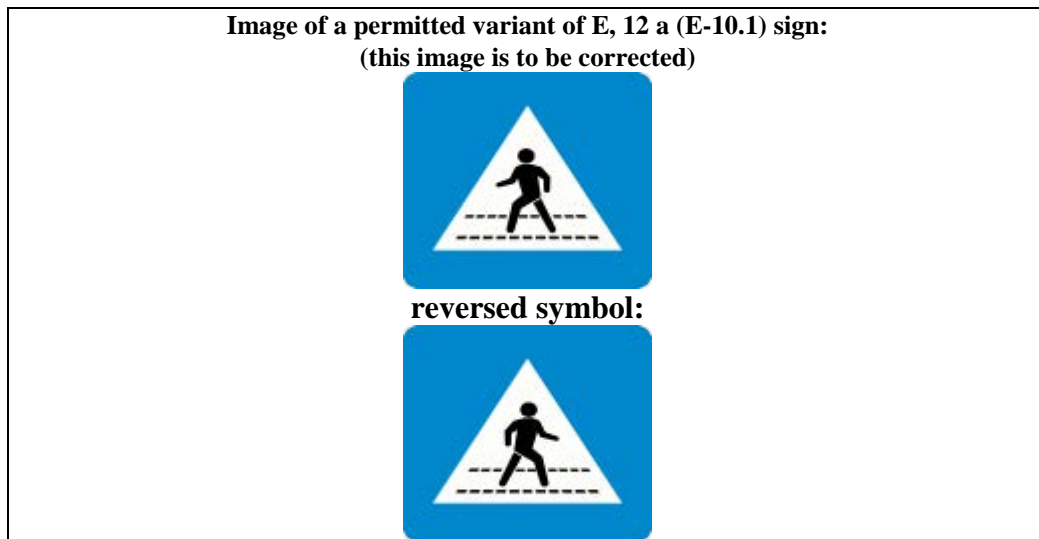 Image of a permitted variant of E, 12 a (E-10.1) sign:
(this image is to be corrected)
reversed symbol: